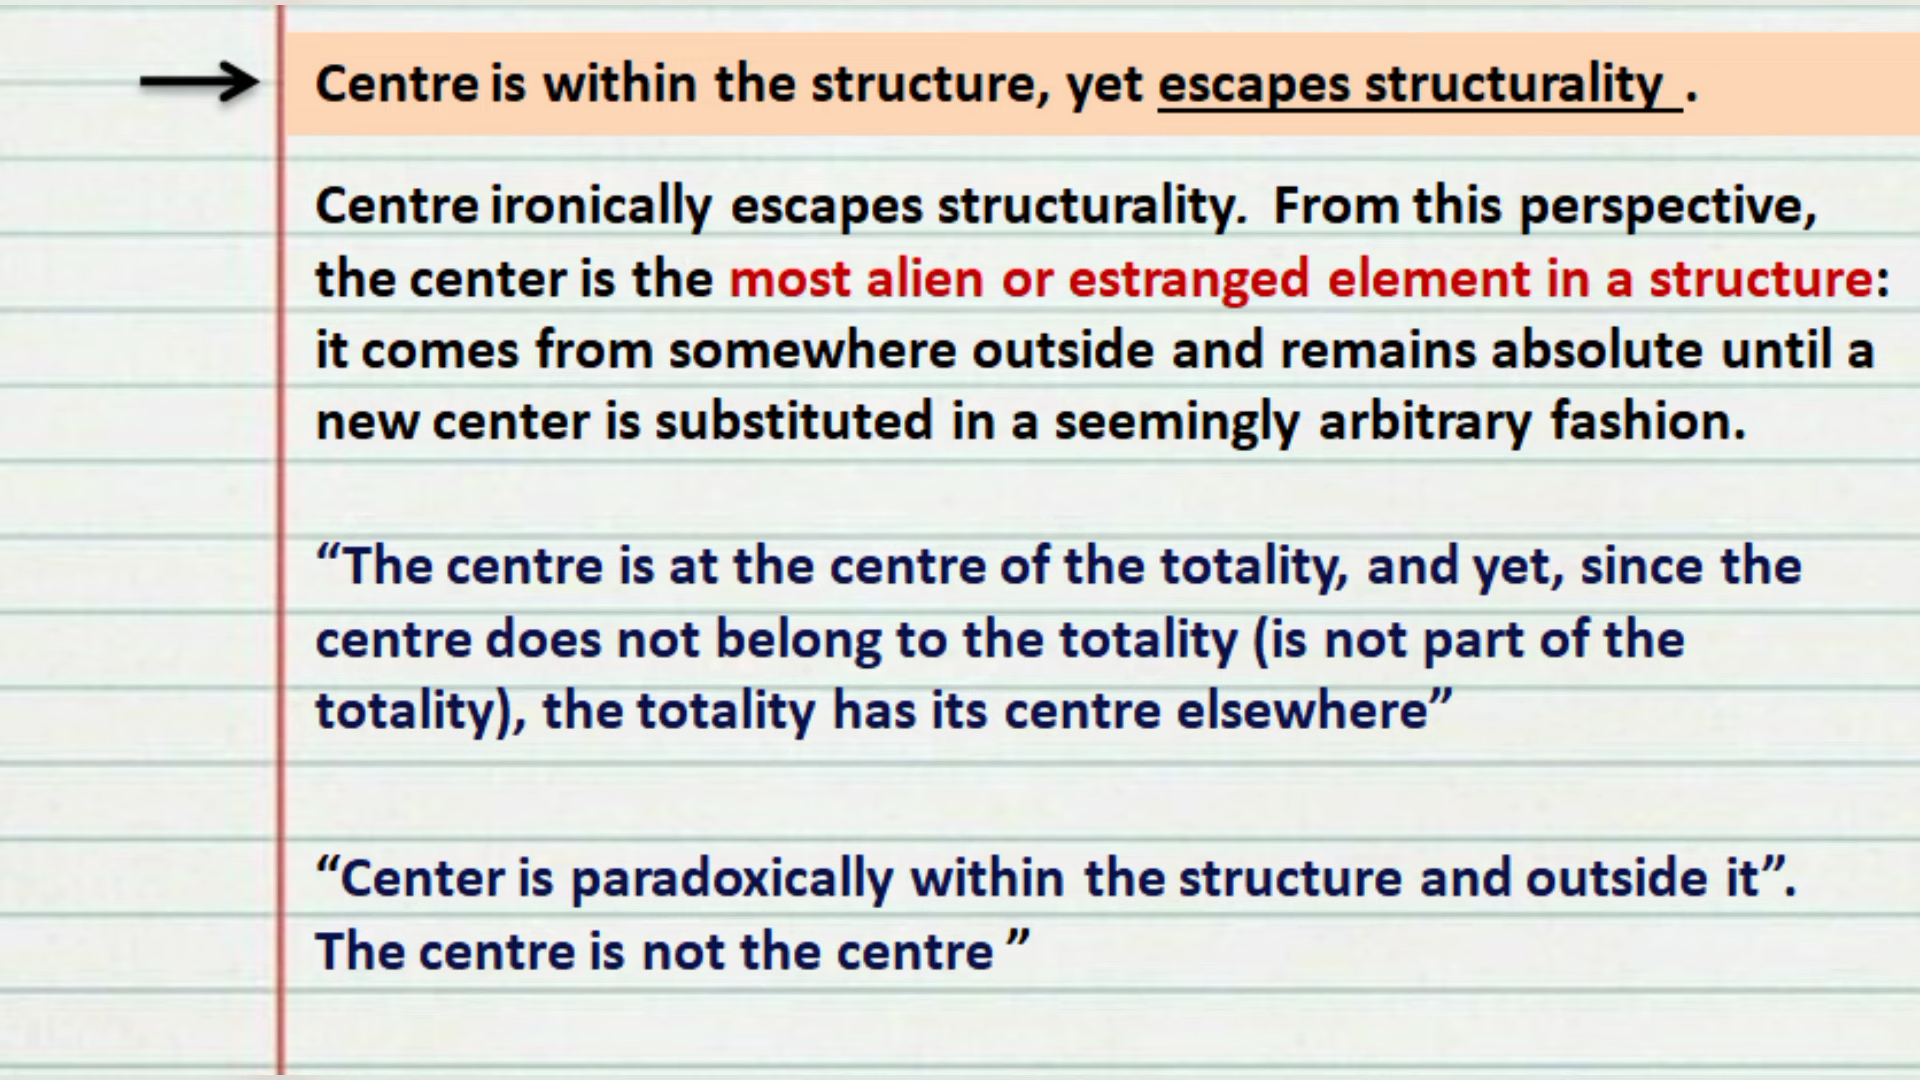 Centre is within the structure, yet escapes structurality .
Centre ironically escapes structurality. From this perspective,
the center is the most alien or estranged element in a structure:
it comes from somewhere outside and remains absolute until a
new center is substituted in a seemingly arbitrary fashion.
“The centre is at the centre of the totality, and yet, since the
centre does not belong to the totality (is not part of the
totality), the totality has its centre elsewhere”
“Center is paradoxically within the structure and outside it”.
The centre is not the centre ”